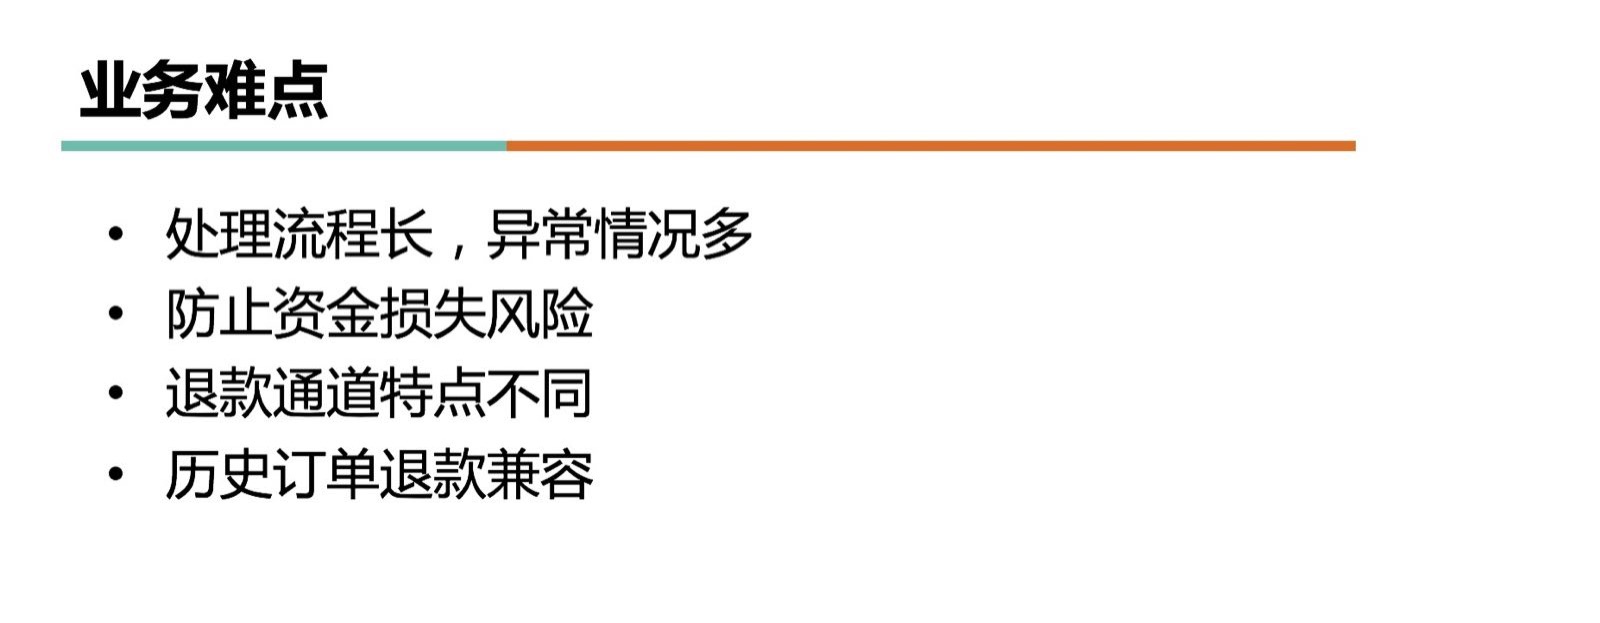 业务难点
• 处理流程长，异常情况多
• 防止资金损失风险
• 退款通道特点不同
• 历史订单退款兼容